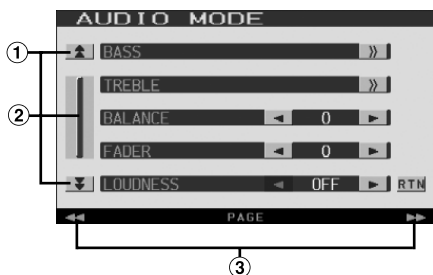 AUDIO MODE
1
BASS
TREBLE
2
BALANCE 0
FADER 0
LOUDNESS OFF RTN
PAGE
3